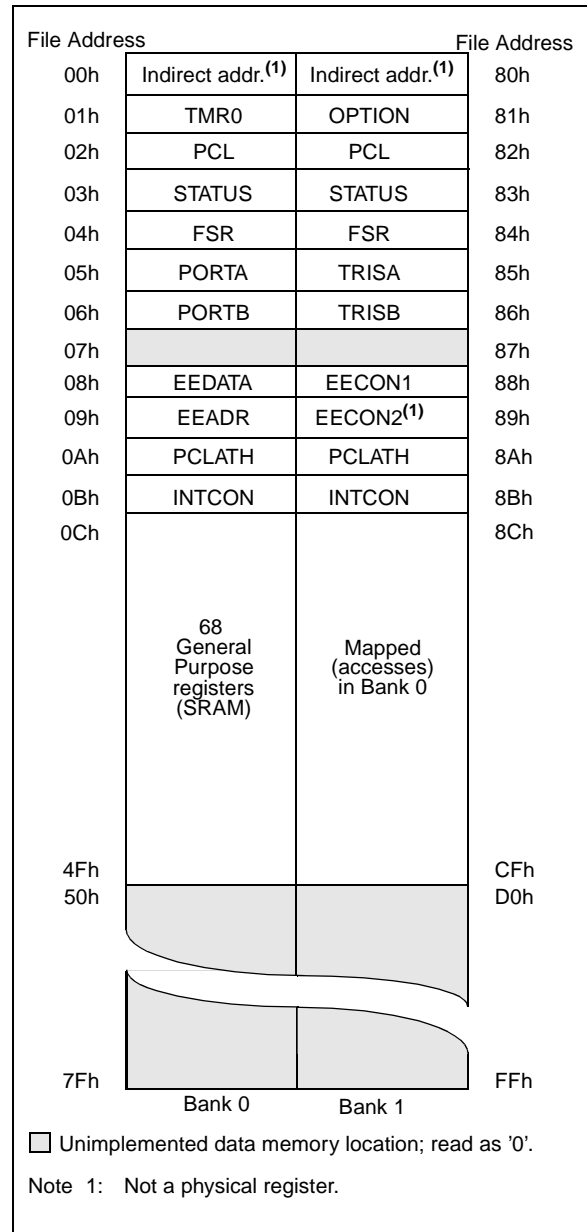 File Address File Address
00h Indirect addr.(1) Indirect addr.(1) 80h
01h TMR0 OPTION 81h
02h PCL PCL 82h
03h STATUS STATUS 83h
04h FSR FSR 84h
05h PORTA TRISA 85h
06h PORTB TRISB 86h
07h 87h
08h EEDATA EECON1 88h
09h EEADR EECON2(1) 89h
0Ah PCLATH PCLATH 8Ah
0Bh INTCON INTCON 8Bh
0Ch 8Ch
68
General
Purpose
registers
(SRAM)
Mapped
(accesses)
in Bank 0
4Fh CFh
50h D0h
7Fh FFh
Bank 0 Bank 1
Unimplemented data memory location; read as '0'.
Note 1: Not a physical register.